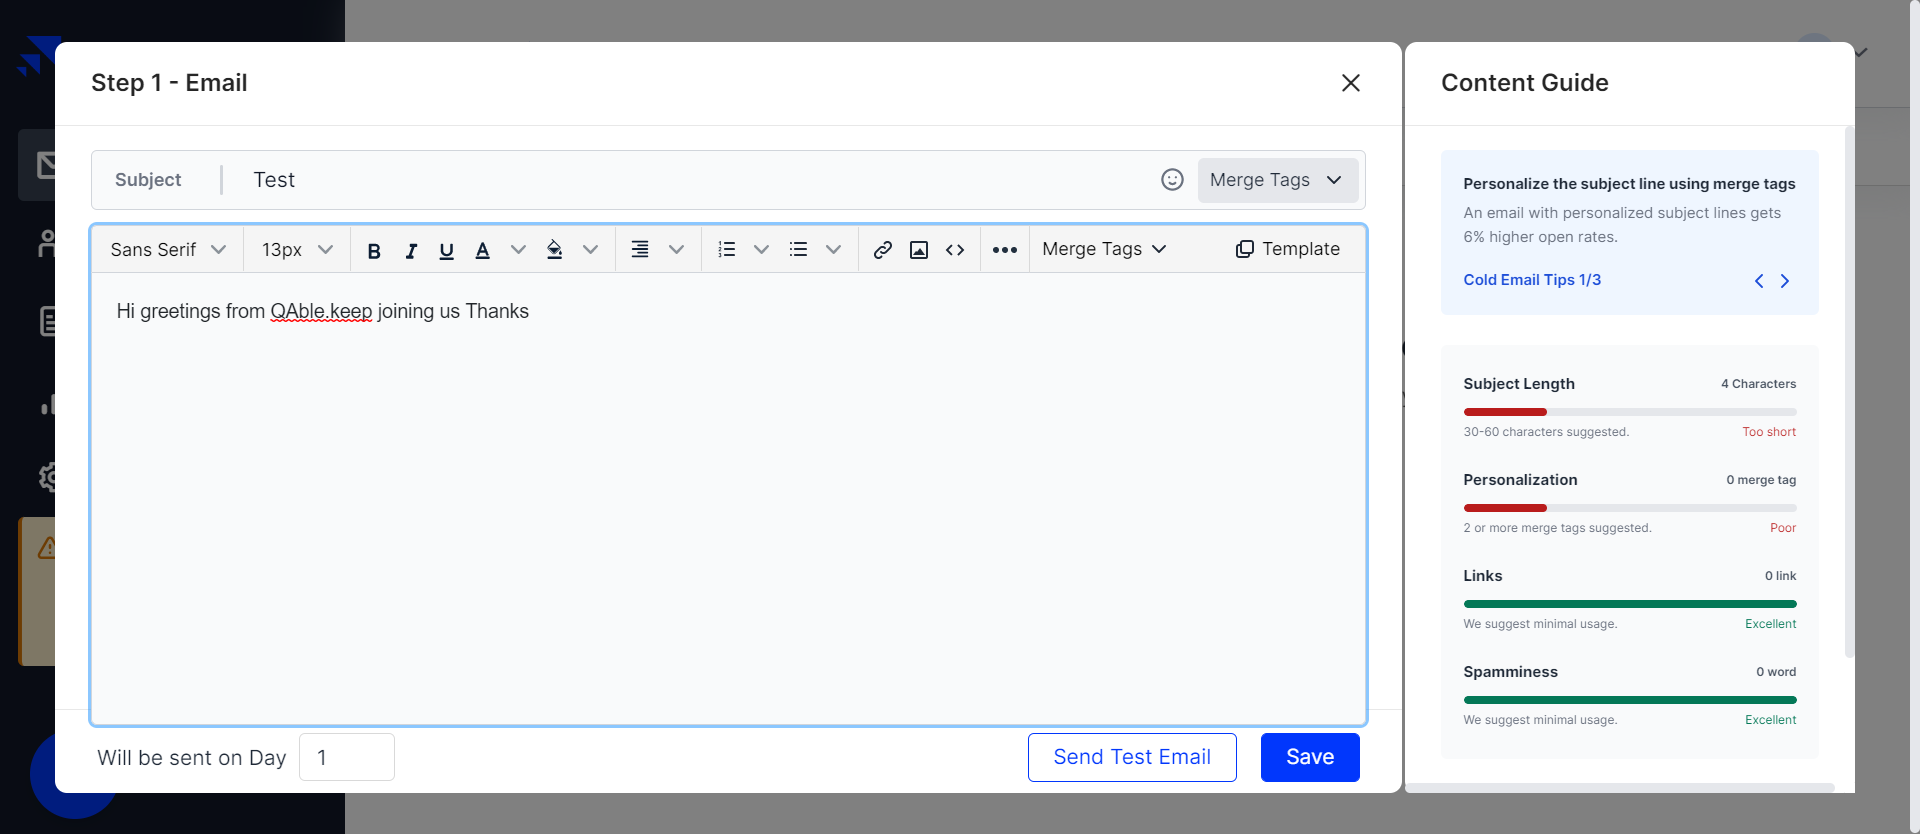 Step 1 - Email
Subject
Test
Merge Tags
Sans Serif
13px
B I U A
Merge Tags
Template
Hi greetings from QAble.keep joining us Thanks
Will be sent on Day
1
Send Test Email
Save
Content Guide
Personalize the subject line using merge tags
An email with personalized subject lines gets
6% higher open rates.
Cold Email Tips 1/3
Subject Length
4 Characters
30-60 characters suggested.
Too short
Personalization
0 merge tag
2 or more merge tags suggested.
Poor
Links
0 link
We suggest minimal usage.
Excellent
Spamminess
0 word
We suggest minimal usage.
Excellent